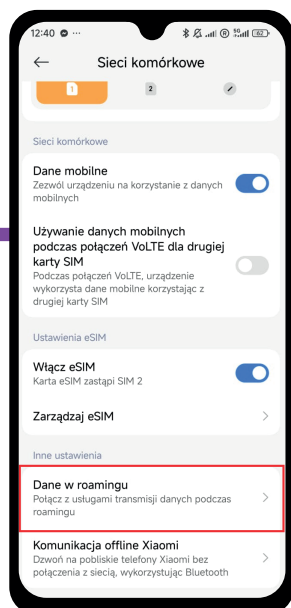 12:40
5G 62
Sieci komórkowe
1 2
Sieci komórkowe
Dane mobilne
Zezwól urządzeniu na korzystanie z danych
mobilnych
Używanie danych mobilnych
podczas połączeń VoLTE dla drugiej
karty SIM
Podczas połączeń VoLTE, urządzenie
wykorzysta dane mobilne korzystając z
drugiej karty SIM
Ustawienia eSIM
Włącz eSIM
Karta eSIM zastąpi SIM 2
Zarządzaj eSIM
Inne ustawienia
Dane w roamingu
Połącz z usługami transmisji danych podczas
roamingu
Komunikacja offline Xiaomi
Dzwoń na pobliskie telefony Xiaomi bez
połączenia z siecią, wykorzystując Bluetooth